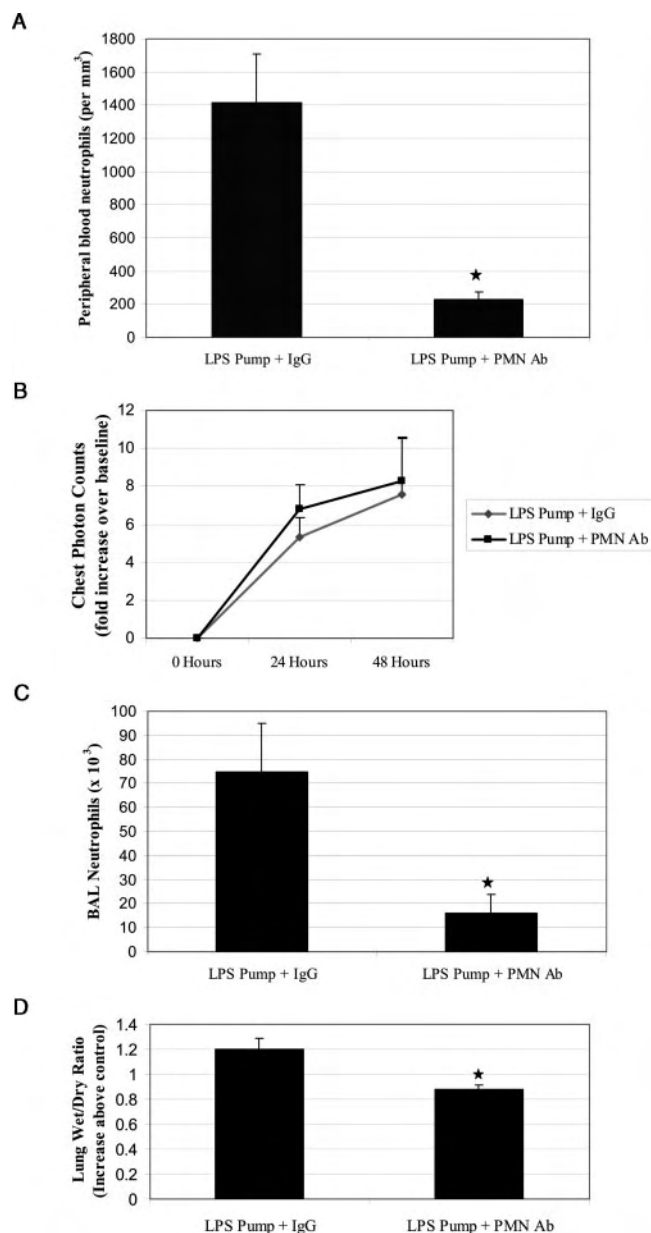 A
Peripheral blood neutrophils (per mm³)
1800
1600
1400
1200
1000
800
600
400
200
0
★
LPS Pump + IgG
LPS Pump + PMN Ab
B
Chest Photon Counts
(fold increase over baseline)
12
10
8
6
4
2
0
0 Hours
24 Hours
48 Hours
LPS Pump + IgG
LPS Pump + PMN Ab
C
BAL Neutrophils (x 10³)
100
90
80
70
60
50
40
30
20
10
0
★
LPS Pump + IgG
LPS Pump + PMN Ab
D
Lung Wet/Dry Ratio
(Increase above control)
1.4
1.2
1
0.8
0.6
0.4
0.2
0
★
LPS Pump + IgG
LPS Pump + PMN Ab